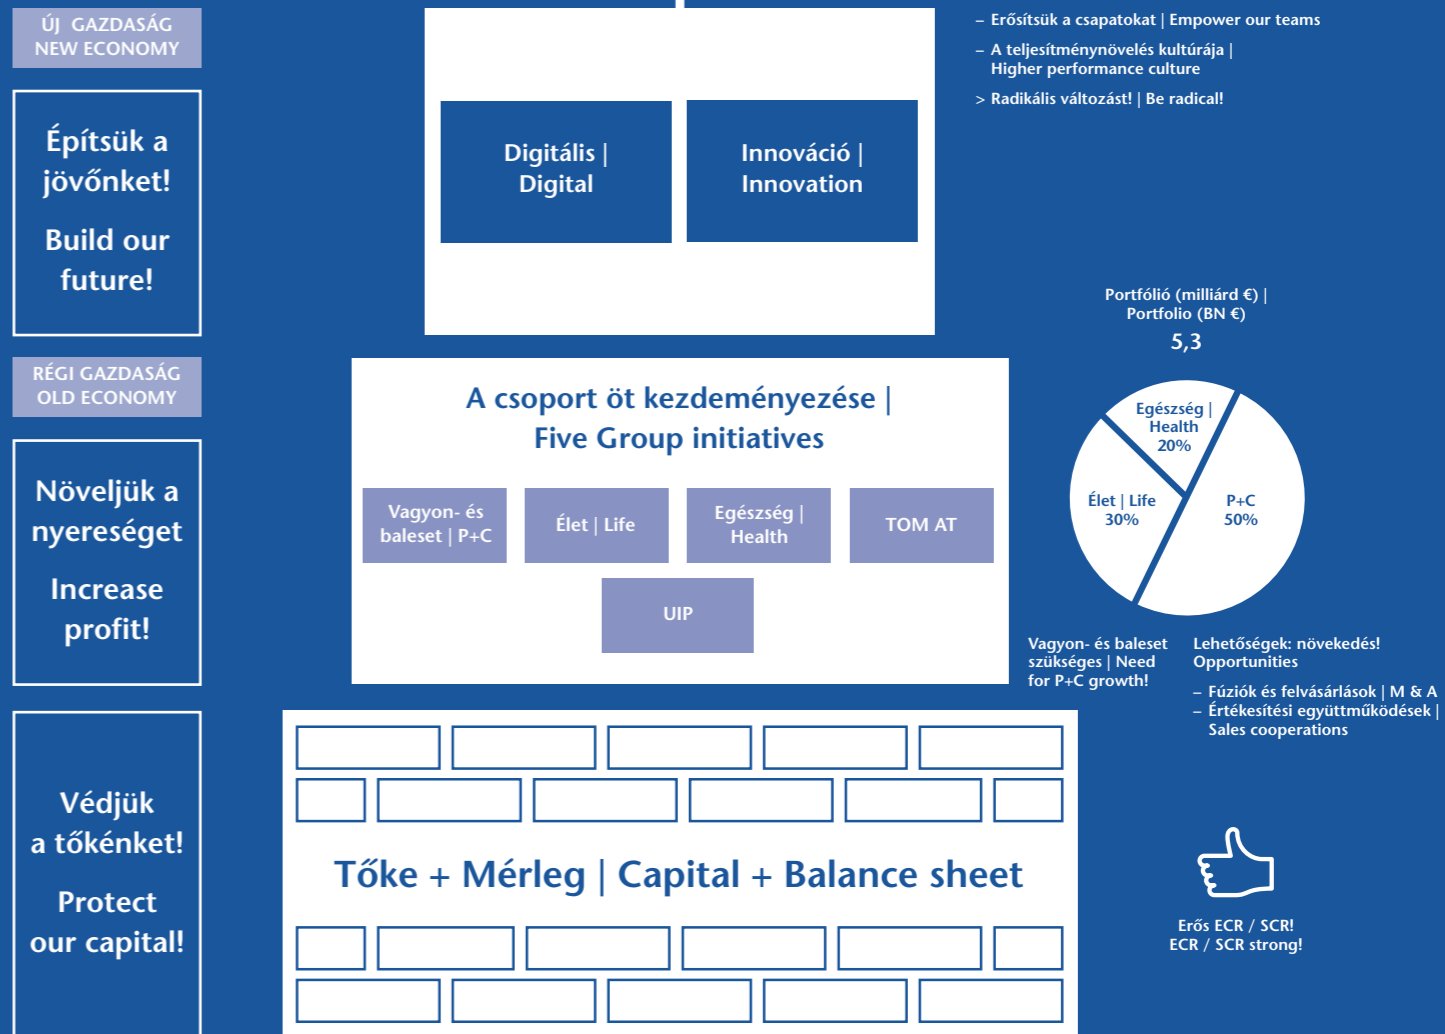 ÚJ GAZDASÁG
NEW ECONOMY
Építsük a
jövőnket!
Build our
future!
Digitális |
Digital
Innováció |
Innovation
– Erősítsük a csapatokat | Empower our teams
– A teljesítménynövelés kultúrája |
Higher performance culture
> Radikális változást! | Be radical!
RÉGI GAZDASÁG
OLD ECONOMY
Növeljük a
nyereséget
Increase
profit!
A csoport öt kezdeményezése |
Five Group initiatives
Vagyon- és
baleset | P+C
Élet | Life
Egészség |
Health
TOM AT
UIP
Portfólió (milliárd €) |
Portfolio (BN €)
5,3
Egészség |
Health
20%
Élet | Life
30%
P+C
50%
Vagyon- és baleset
szükséges | Need
for P+C growth!
Lehetőségek: növekedés!
Opportunities
– Fúziók és felvásárlások | M & A
– Értékesítési együttműködések |
Sales cooperations
Védjük
a tőkénket!
Protect
our capital!
Tőke + Mérleg | Capital + Balance sheet
Erős ECR / SCR!
ECR / SCR strong!